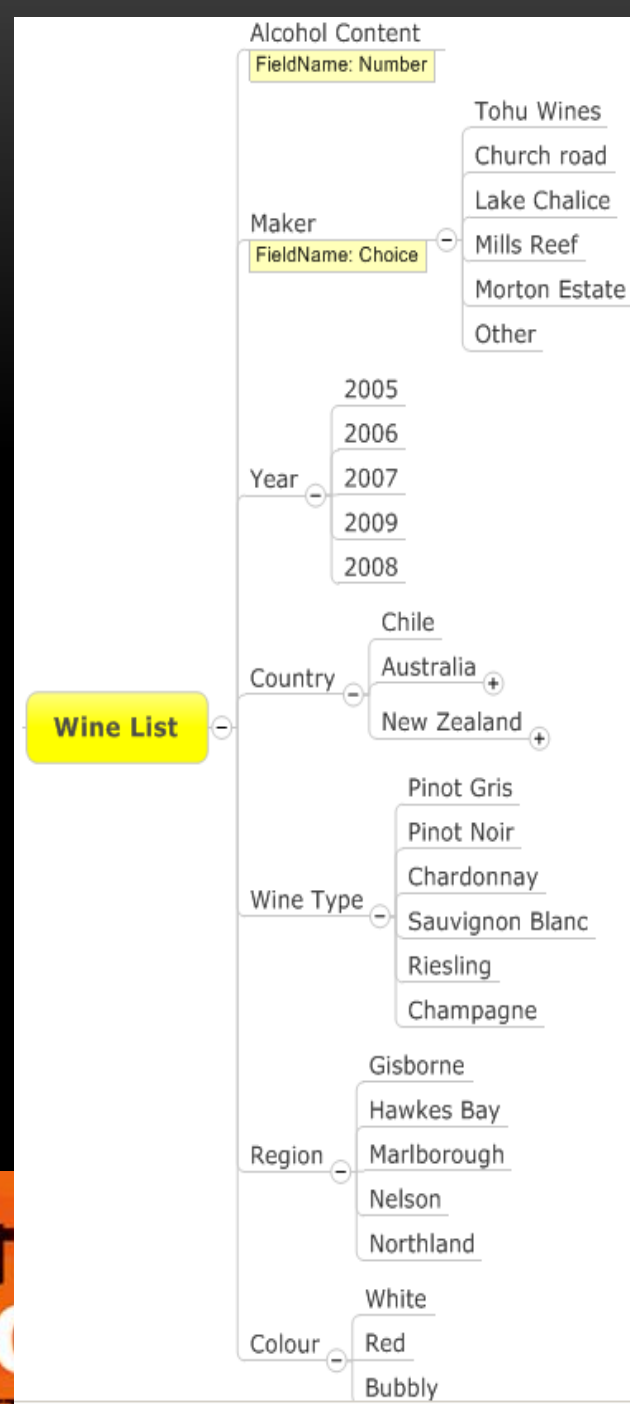 Alcohol Content
FieldName: Number
Maker
FieldName: Choice
Tohu Wines
Church road
Lake Chalice
Mills Reef
Morton Estate
Other
Year
2005
2006
2007
2009
2008
Country
Chile
Australia
New Zealand
Wine List
Wine Type
Pinot Gris
Pinot Noir
Chardonnay
Sauvignon Blanc
Riesling
Champagne
Region
Gisborne
Hawkes Bay
Marlborough
Nelson
Northland
Colour
White
Red
Bubbly